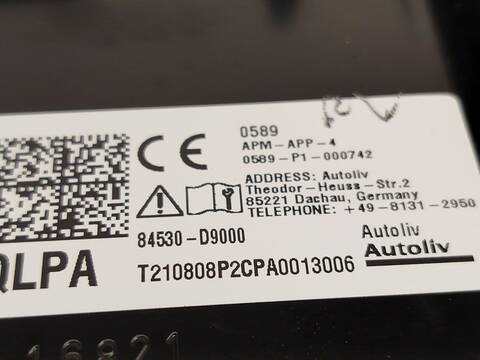 0589
APM-APP-4
0589-P1-000742
ADDRESS: Autoliv
Theodor-Heuss-Str.2
85221 Dachau, Germany
TELEPHONE: +49-8131-2950
84530-D9000
Autoliv
QLPA
T210808P2CPA0013006
Autoliv
16821